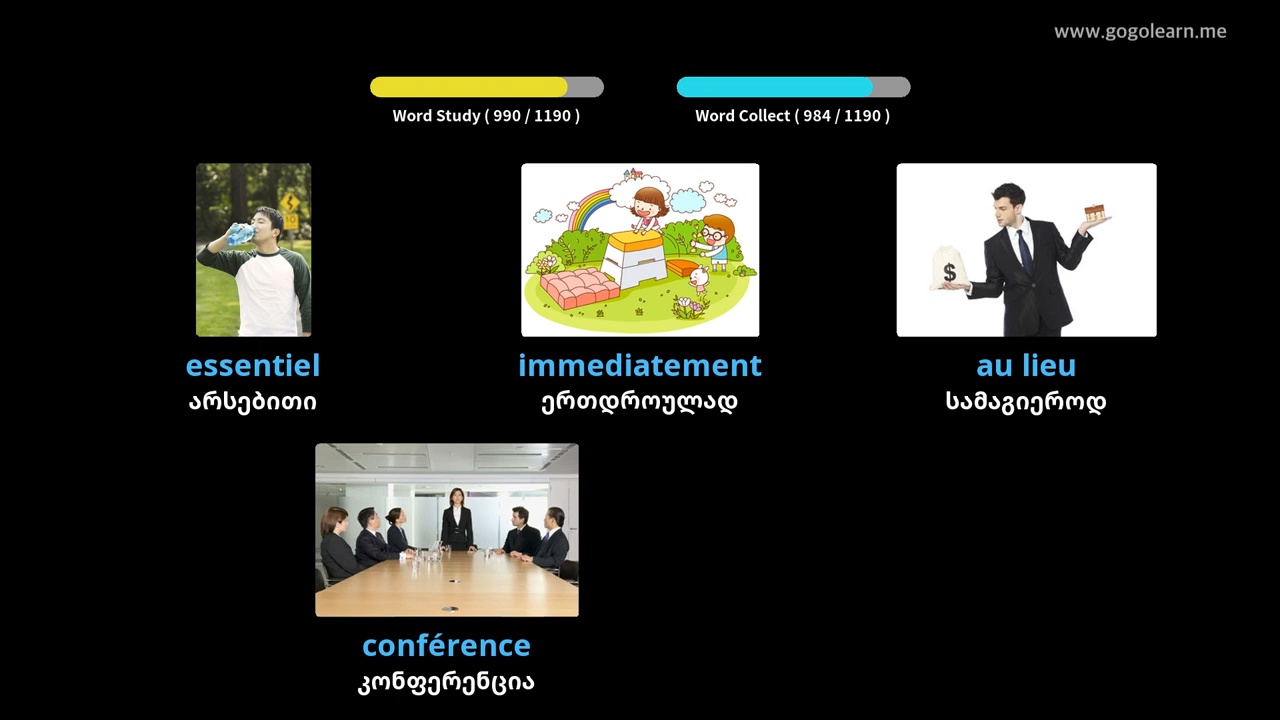 www.gogolearn.me
Word Study ( 990 / 1190 )
Word Collect ( 984 / 1190 )
$
essentiel
არსებითი
immediatement
ერთდროულად
au lieu
სამაგიეროდ
conférence
კონფერენცია